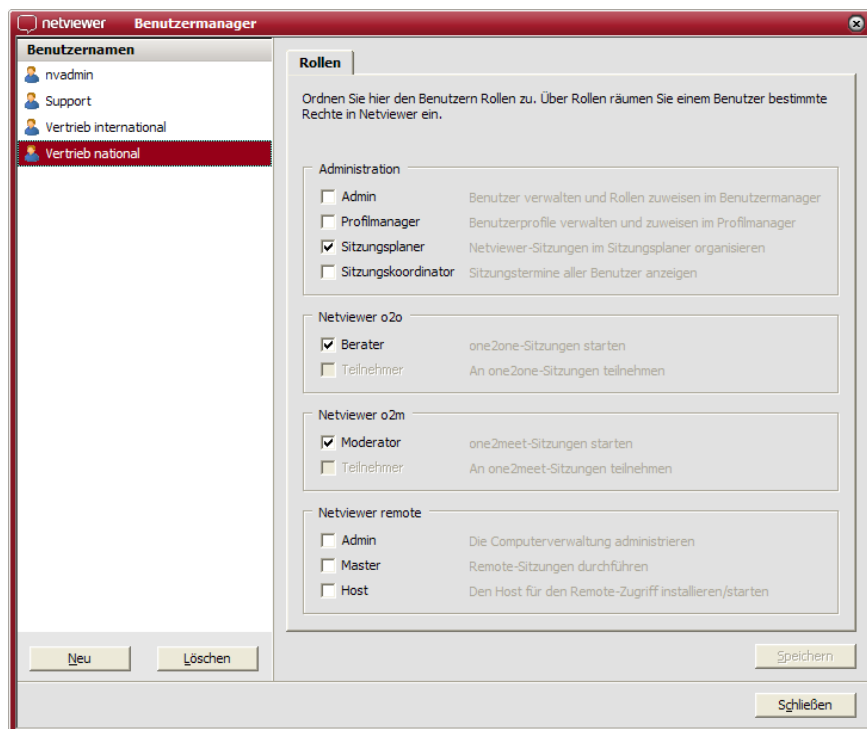 netviewer Benutzermanager
Benutzernamen
nvadmin
Support
Vertrieb international
Vertrieb national
Rollen
Ordnen Sie hier den Benutzern Rollen zu. Über Rollen räumen Sie einem Benutzer bestimmte
Rechte in Netviewer ein.
Administration
Admin Benutzer verwalten und Rollen zuweisen im Benutzermanager
Profilmanager Benutzerprofile verwalten und zuweisen im Profilmanager
Sitzungsplaner Netviewer-Sitzungen im Sitzungsplaner organisieren
Sitzungskoordinator Sitzungstermine aller Benutzer anzeigen
Netviewer o2o
Berater one2one-Sitzungen starten
Teilnehmer An one2one-Sitzungen teilnehmen
Netviewer o2m
Moderator one2meet-Sitzungen starten
Teilnehmer An one2meet-Sitzungen teilnehmen
Netviewer remote
Admin Die Computerverwaltung administrieren
Master Remote-Sitzungen durchführen
Host Den Host für den Remote-Zugriff installieren/starten
Neu Löschen Speichern
Schließen